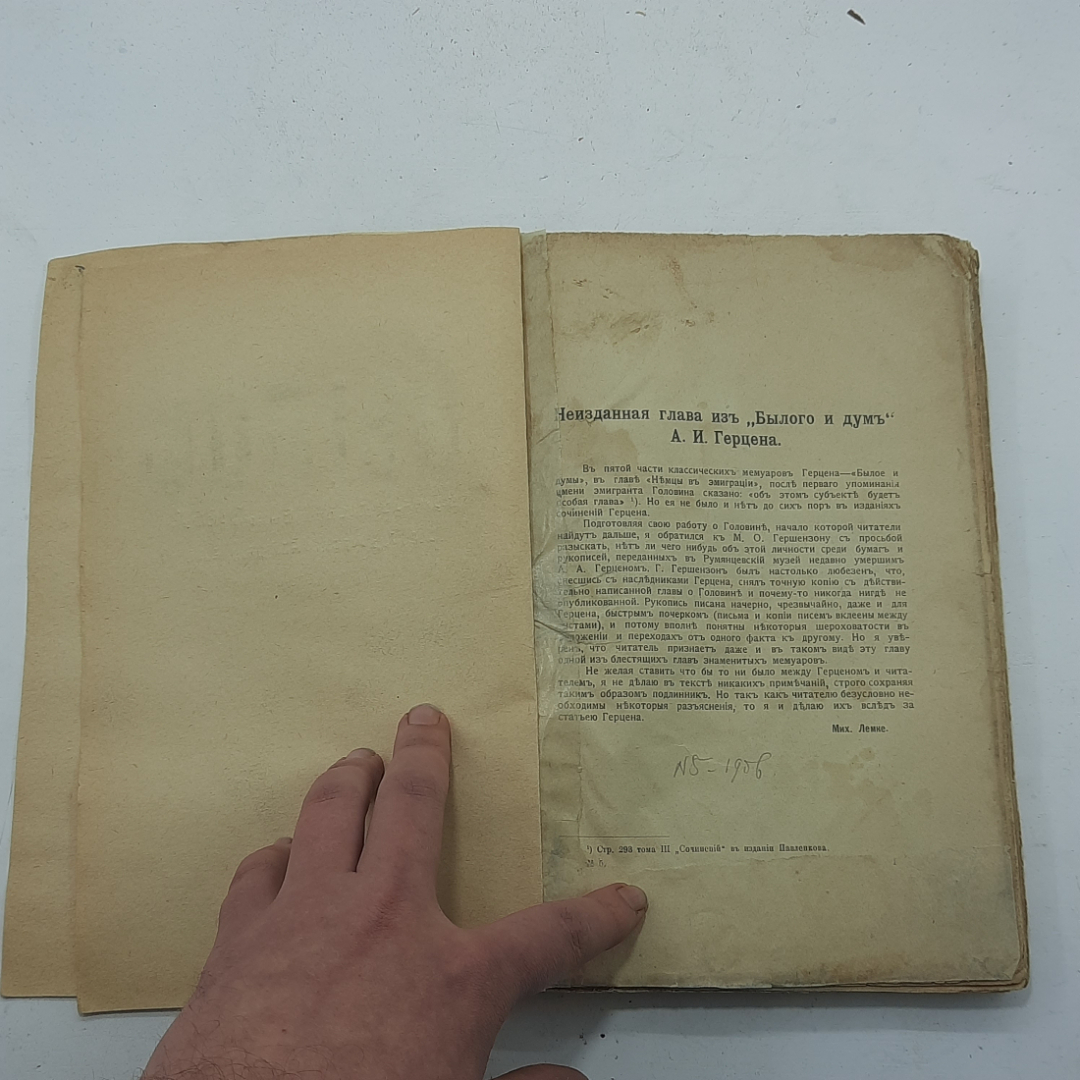 Неизданная глава изъ „Былого и думъ“
А. И. Герцена.
Въ пятой части классическихъ мемуаровъ Герцена—«Былое и
думы», въ главѣ «Нѣмцы въ эмиграціи», послѣ перваго упоминанія
имени эмигранта Головина сказано: «объ этомъ субъектѣ будетъ
особая глава» ¹). Но ея не было и нѣтъ до сихъ поръ въ изданіяхъ
сочиненій Герцена.
Подготовляя свою работу о Головинѣ, начало которой читатели
найдутъ дальше, я обратился къ М. О. Гершензону съ просьбой
разыскать, нѣтъ ли чего нибудь объ этой личности среди бумагъ и
рукописей, переданныхъ въ Румянцевскій музей недавно умершимъ
А. А. Герценомъ. Г. Гершензонъ былъ настолько любезенъ, что,
снесшись съ наслѣдниками Герцена, снялъ точную копію съ дѣйстви-
тельно написанной главы о Головинѣ и почему-то никогда нигдѣ не
опубликованной. Рукопись писана начерно, чрезвычайно, даже и для
Герцена, быстрымъ почеркомъ (письма и копіи писемъ вклеены между
листами), и потому вполнѣ понятны нѣкоторыя шероховатости въ
изложеніи и переходахъ отъ одного факта къ другому. Но я увѣ-
ренъ, что читатель признаетъ даже и въ такомъ видѣ эту главу
одной изъ блестящихъ главъ знаменитыхъ мемуаровъ.
Не желая ставить что бы то ни было между Герценомъ и чита-
телемъ, я не дѣлаю въ текстѣ никакихъ примѣчаній, строго сохраняя
такимъ образомъ подлинникъ. Но такъ какъ читателю безусловно не-
обходимы нѣкоторыя разъясненія, то я и дѣлаю ихъ вслѣдъ за
статьею Герцена.
Мих. Лемке.
N5-1906
¹) Стр. 293 тома III „Сочиненій“ въ изданіи Павленкова.
№ 5.